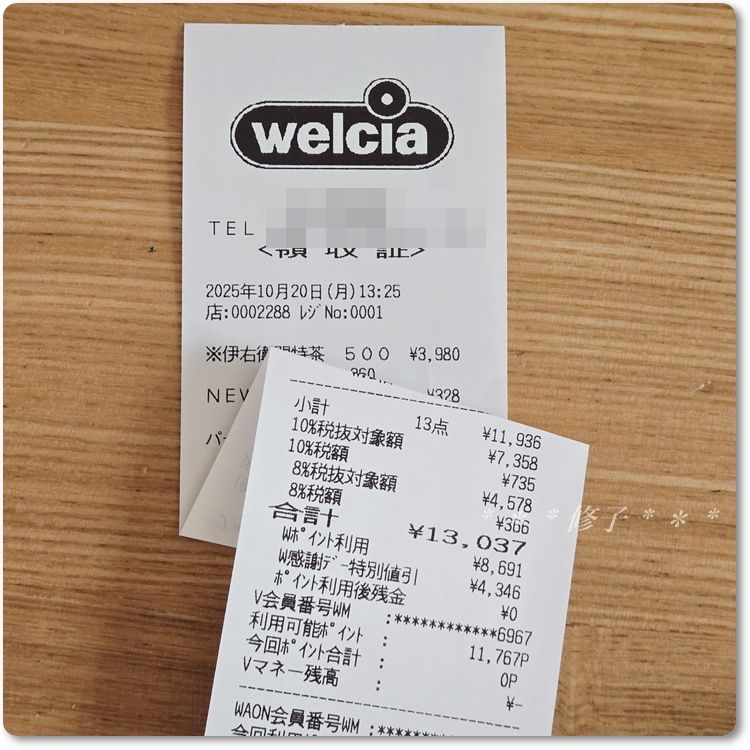 welcia
TEL
<領収証>
2025年10月20日(月)13:25
店:0002288 ﾚｼﾞNo:0001
※伊右衛門特茶 500 ¥3,980
¥328
NEW
小計 13点 ¥11,936
10%税抜対象額 ¥7,358
10%税額 ¥735
8%税抜対象額 ¥4,578
8%税額 ¥366
合計 ¥13,037
Wﾎﾟｲﾝﾄ利用 ¥8,691
W感謝ﾃﾞｰ特別値引 ¥4,346
ﾎﾟｲﾝﾄ利用後残金 ¥0
V会員番号WM :************6967
利用可能ﾎﾟｲﾝﾄ : 11,767P
今回ﾎﾟｲﾝﾄ合計 : 0P
Vマネー残高 : ¥-
WAON会員番号WM :*******
* * *修子* * *